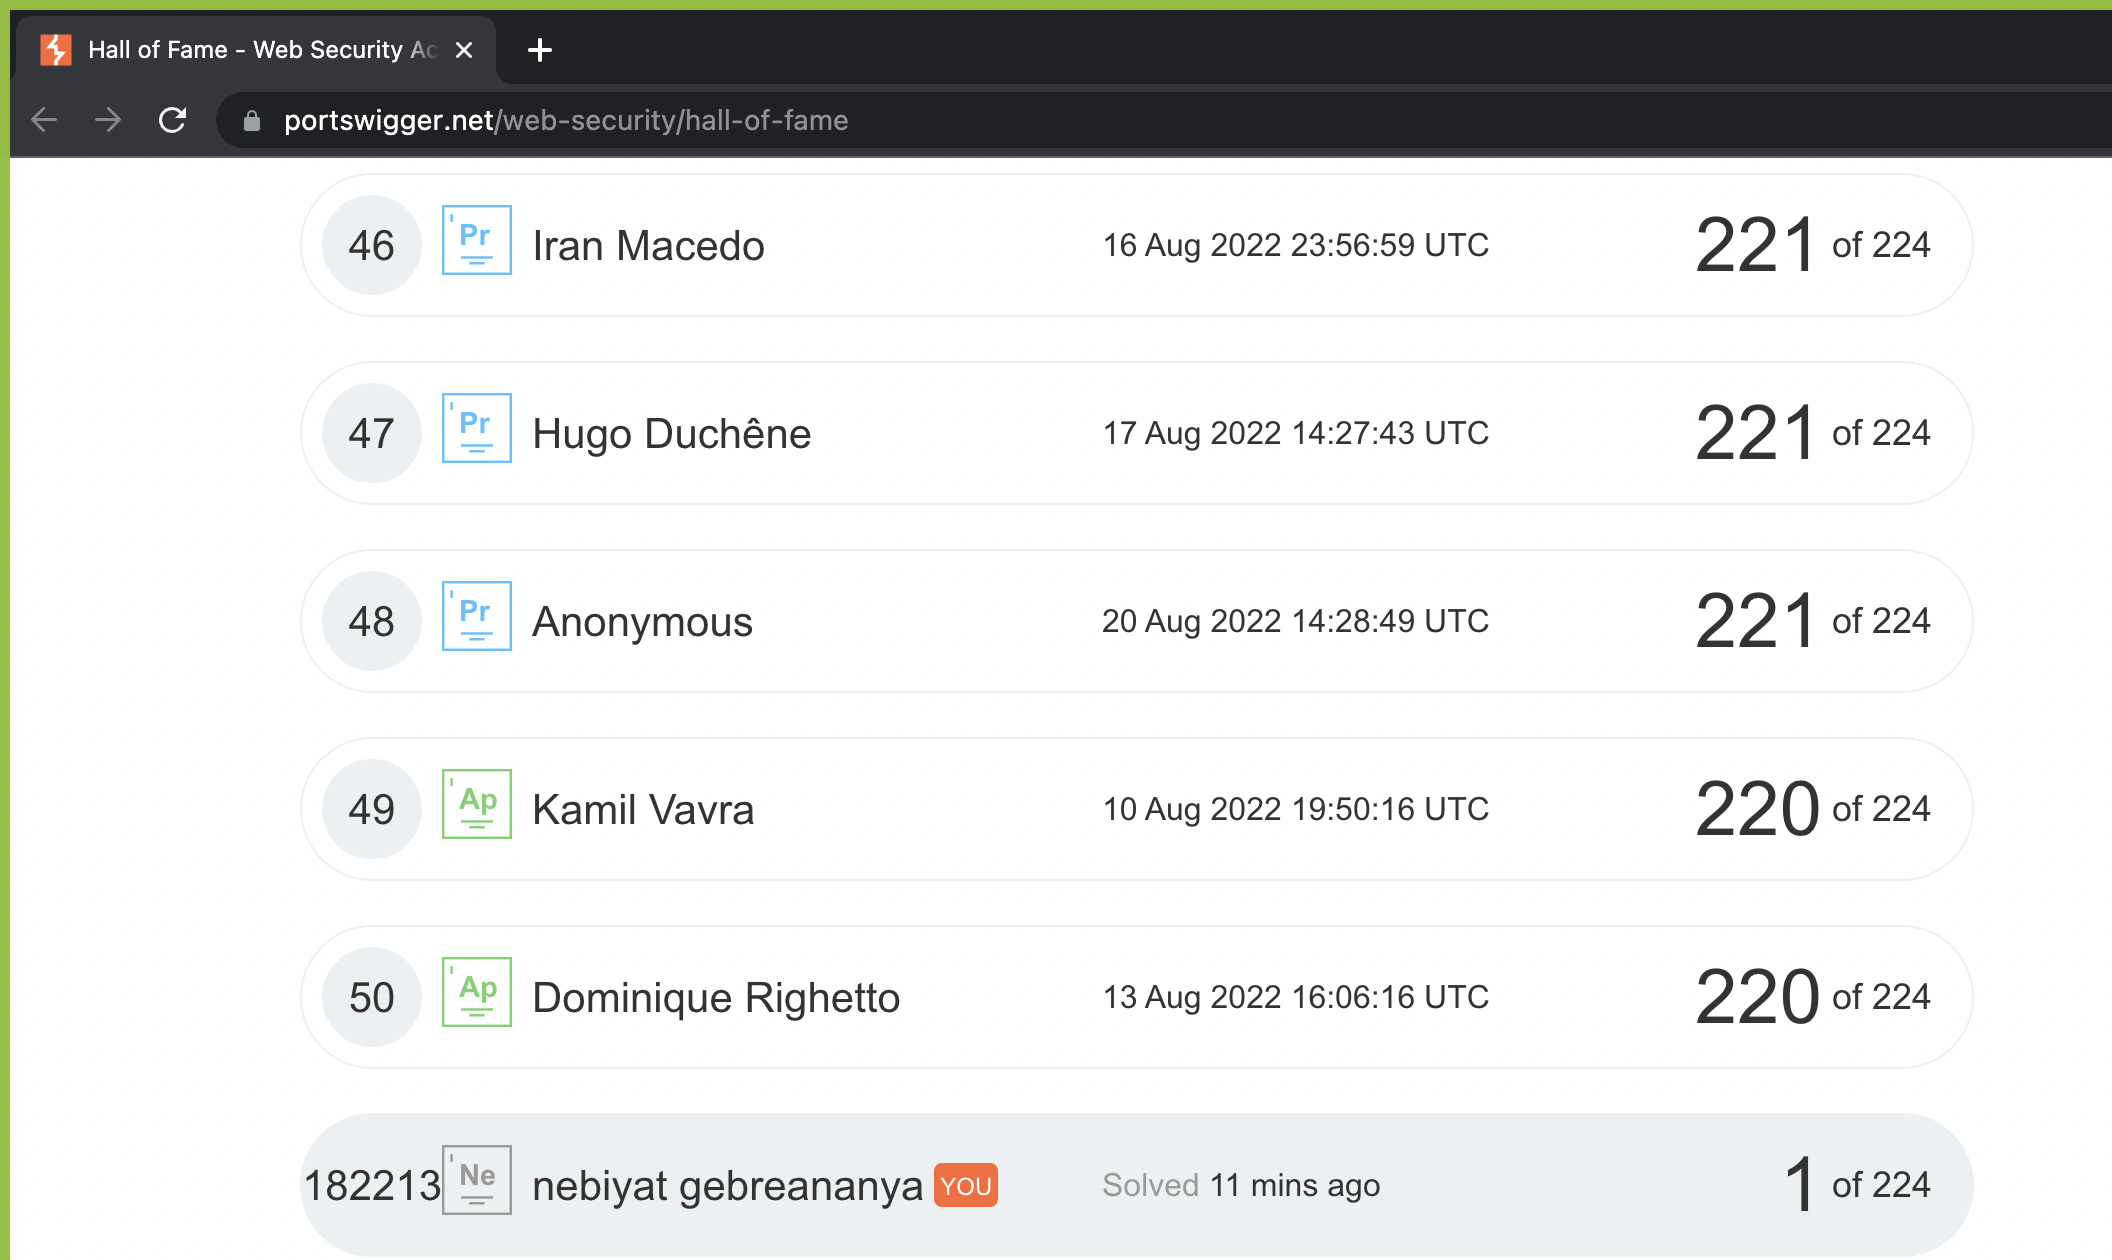 Hall of Fame - Web Security Ac
portswigger.net/web-security/hall-of-fame
46 Pr Iran Macedo 16 Aug 2022 23:56:59 UTC 221 of 224
47 Pr Hugo Duchêne 17 Aug 2022 14:27:43 UTC 221 of 224
48 Pr Anonymous 20 Aug 2022 14:28:49 UTC 221 of 224
49 Ap Kamil Vavra 10 Aug 2022 19:50:16 UTC 220 of 224
50 Ap Dominique Righetto 13 Aug 2022 16:06:16 UTC 220 of 224
182213 Ne nebiyat gebreananya YOU Solved 11 mins ago 1 of 224